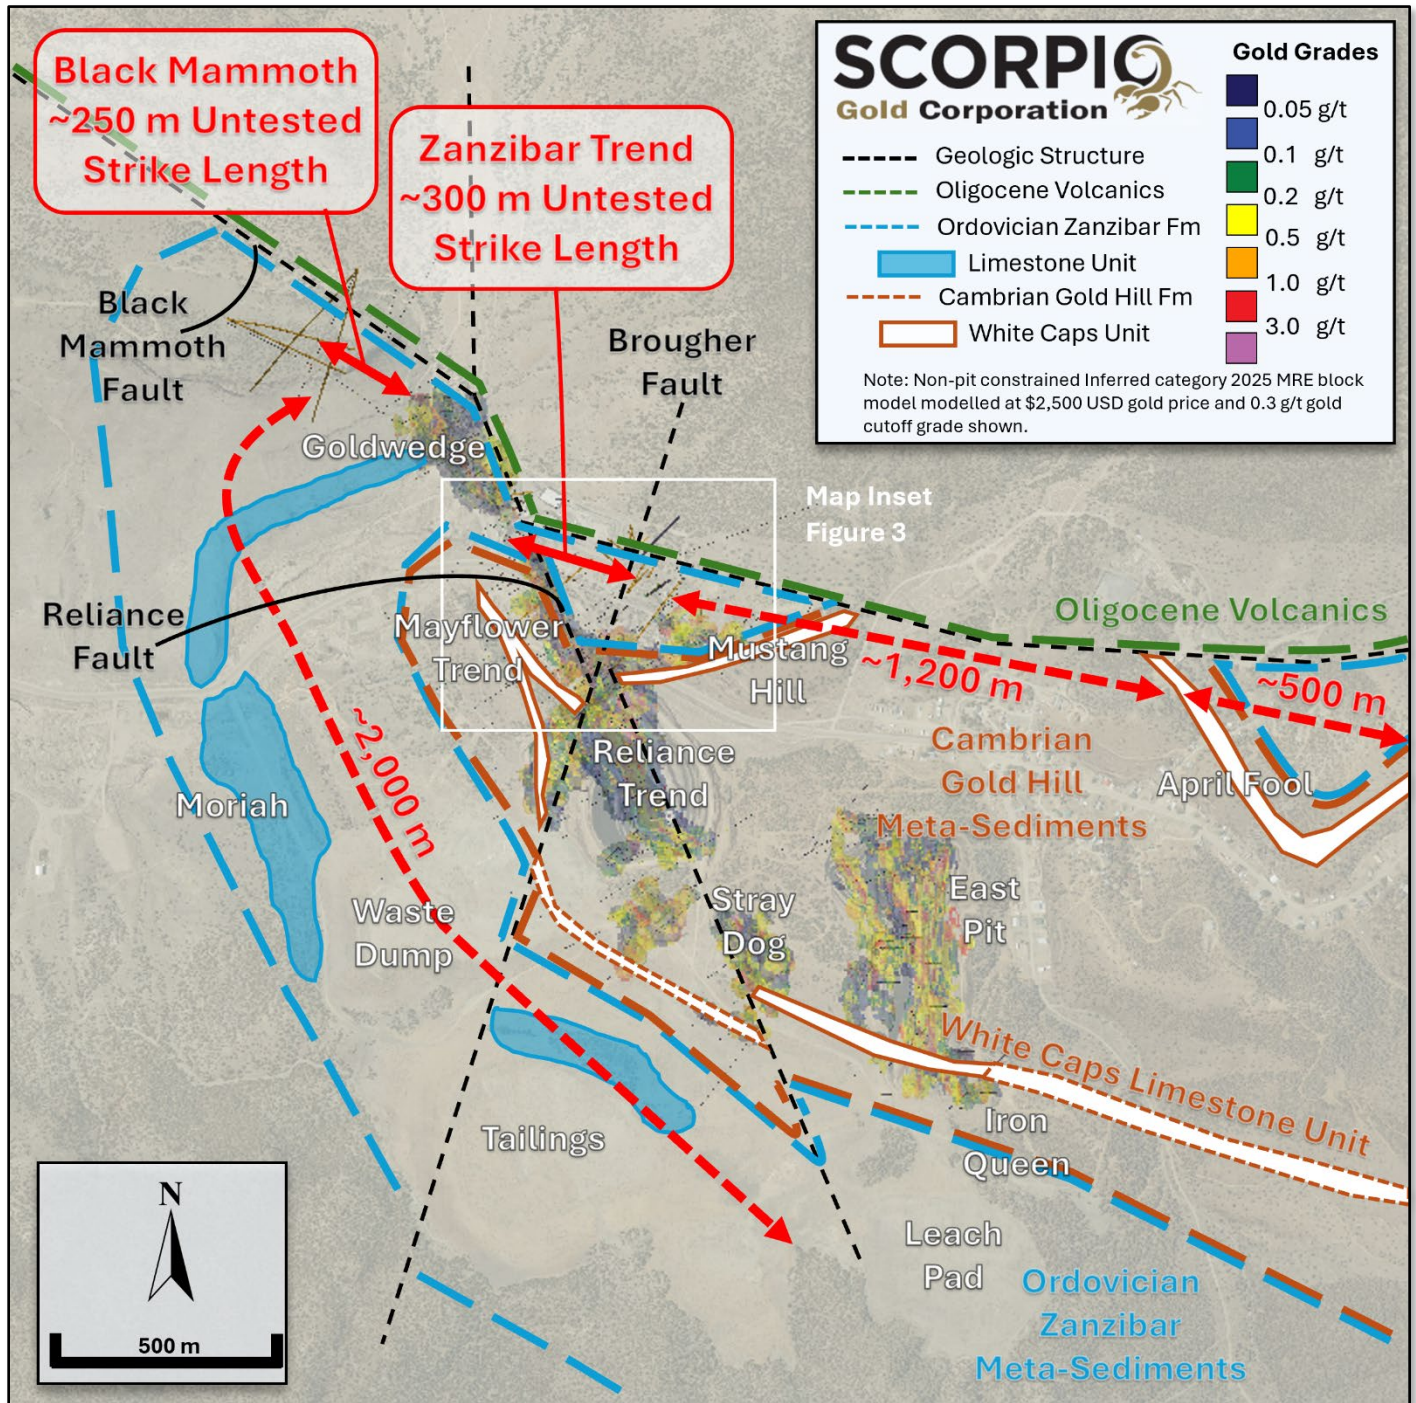 Black Mammoth
~250 m Untested
Strike Length
Zanzibar Trend
~300 m Untested
Strike Length
SCORPIO
Gold Corporation
Geologic Structure
Oligocene Volcanics
Ordovician Zanzibar Fm
Limestone Unit
Cambrian Gold Hill Fm
White Caps Unit
Gold Grades
0.05 g/t
0.1 g/t
0.2 g/t
0.5 g/t
1.0 g/t
3.0 g/t
Note: Non-pit constrained Inferred category 2025 MRE block
model modelled at $2,500 USD gold price and 0.3 g/t gold
cutoff grade shown.
Black
Mammoth
Fault
Brougher
Fault
Goldwedge
Map Inset
Figure 3
Reliance
Fault
Mayflower
Trend
Mustang
Hill
Oligocene Volcanics
~1,200 m
~500 m
~2,000 m
Reliance
Trend
Cambrian
Gold Hill
Meta-Sediments
April Fool
Moriah
Waste
Dump
Stray
Dog
East
Pit
White Caps Limestone Unit
Tailings
Iron
Queen
Leach
Pad
Ordovician
Zanzibar
Meta-Sediments
N
500 m